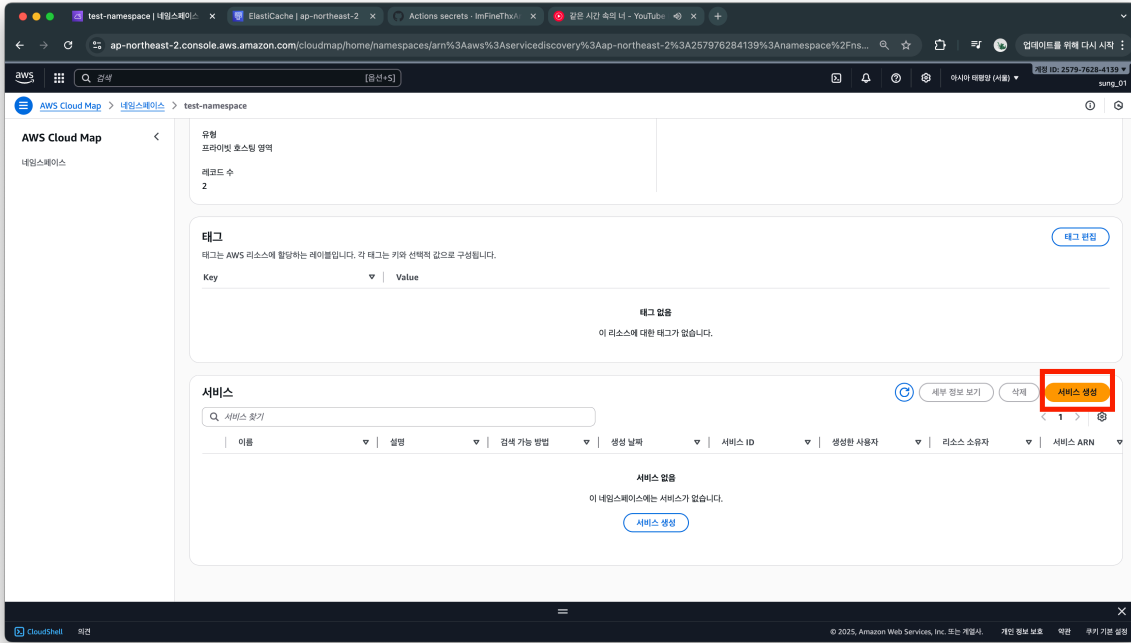 test-namespace | 네임스페이스
ElastiCache | ap-northeast-2
Actions secrets · ImFineThxA
같은 시간 속의 너 - YouTube
ap-northeast-2.console.aws.amazon.com/cloudmap/home/namespaces/arn%3Aaws%3Aservicediscovery%3Aap-northeast-2%3A257976284139%3Anamespace%2Fns...
업데이트를 위해 다시 시작
aws
검색
[옵션+S]
아시아 태평양 (서울) ▼
계정 ID: 2579-7628-4139 ▼
sung_01
AWS Cloud Map > 네임스페이스 > test-namespace
AWS Cloud Map
네임스페이스
유형
프라이빗 호스팅 영역
레코드 수
2
태그
태그 편집
태그는 AWS 리소스에 할당하는 레이블입니다. 각 태그는 키와 선택적 값으로 구성됩니다.
Key
Value
태그 없음
이 리소스에 대한 태그가 없습니다.
서비스
세부 정보 보기
삭제
서비스 생성
서비스 찾기
1
이름
설명
검색 가능 방법
생성 날짜
서비스 ID
생성한 사용자
리소스 소유자
서비스 ARN
서비스 없음
이 네임스페이스에는 서비스가 없습니다.
서비스 생성
CloudShell
의견
© 2025, Amazon Web Services, Inc. 또는 계열사.
개인 정보 보호
약관
쿠키 기본 설정